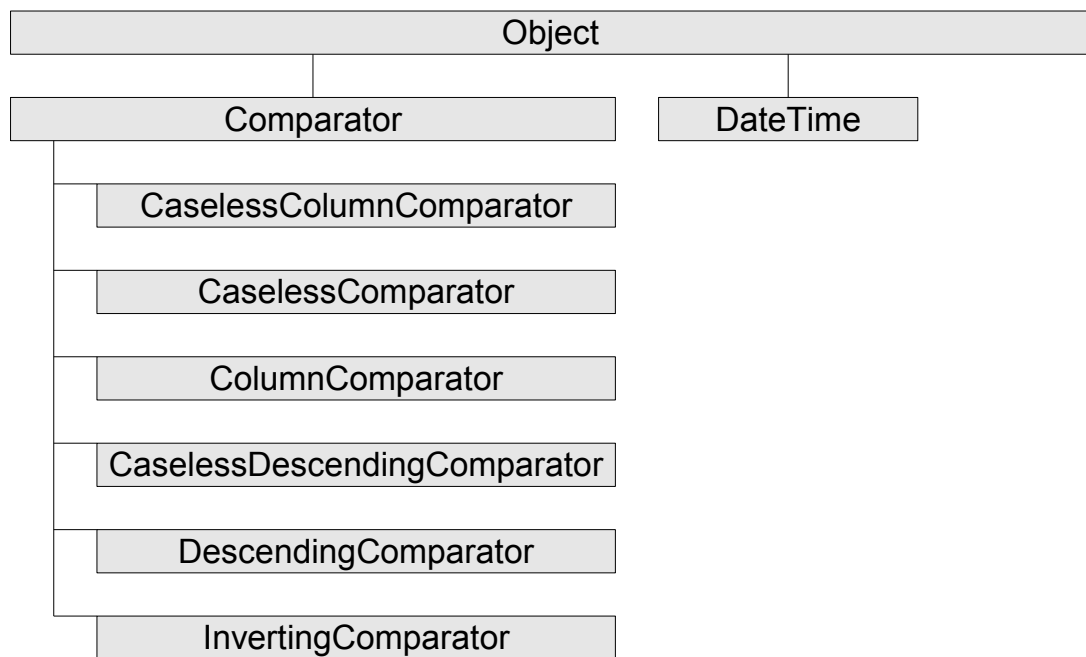 Object
Comparator
DateTime
CaselessColumnComparator
CaselessComparator
ColumnComparator
CaselessDescendingComparator
DescendingComparator
InvertingComparator